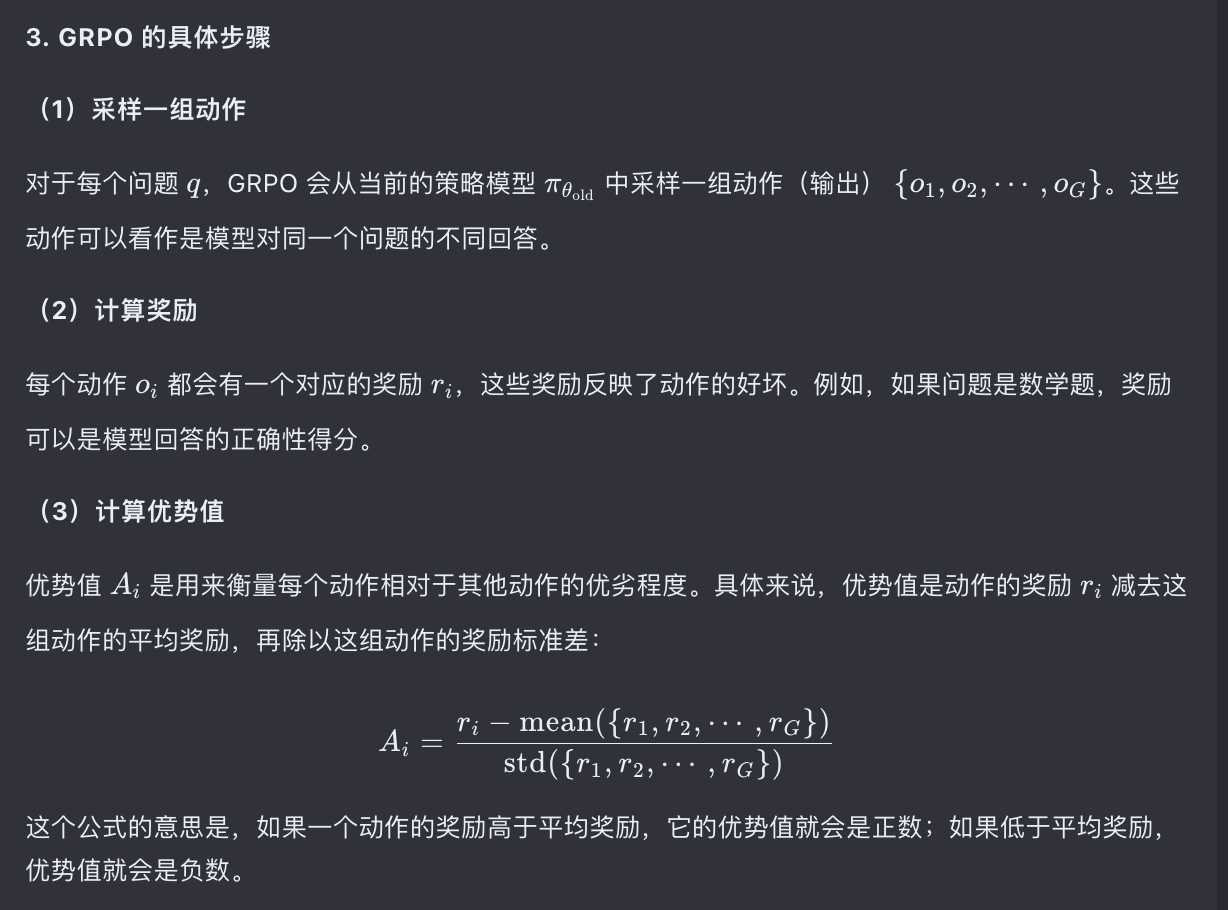 3. GRPO 的具体步骤
（1）采样一组动作
对于每个问题 q，GRPO 会从当前的策略模型 π_{θ_{old}} 中采样一组动作（输出） {o_1, o_2, ⋯ , o_G}。这些
动作可以看作是模型对同一个问题的不同回答。
（2）计算奖励
每个动作 o_i 都会有一个对应的奖励 r_i，这些奖励反映了动作的好坏。例如，如果问题是数学题，奖励
可以是模型回答的正确性得分。
（3）计算优势值
优势值 A_i 是用来衡量每个动作相对于其他动作的优劣程度。具体来说，优势值是动作的奖励 r_i 减去这
组动作的平均奖励，再除以这组动作的奖励标准差：
A_i = \frac{r_i − mean({r_1, r_2, ⋯ , r_G})}{std({r_1, r_2, ⋯ , r_G})}
这个公式的意思是，如果一个动作的奖励高于平均奖励，它的优势值就会是正数；如果低于平均奖励，
优势值就会是负数。